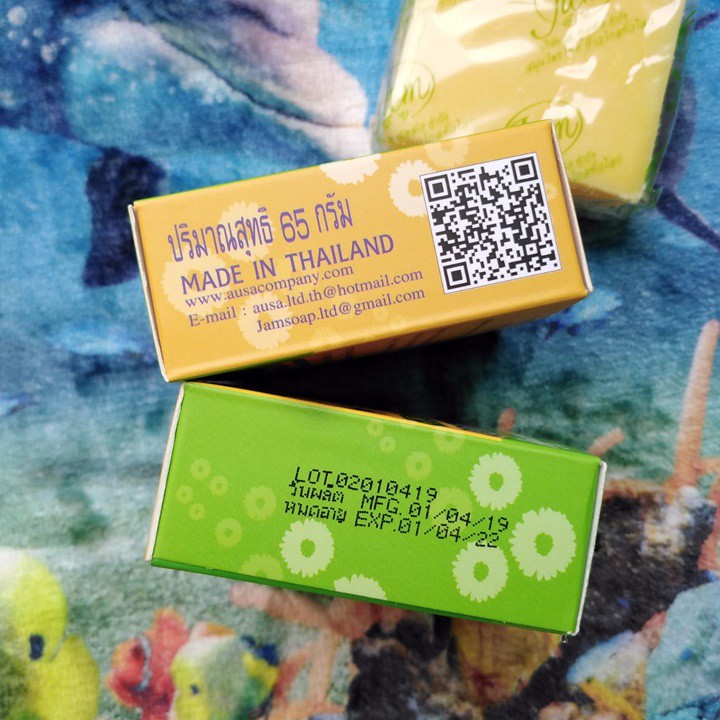 ปริมาณสุทธิ 65 กรัม
MADE IN THAILAND
www.ausacompany.com
E-mail : ausa.ltd.th@hotmail.com
Jamsoap.ltd@gmail.com
LOT.02010419
วันผลิต MFG.01/04/19
หมดอายุ EXP.01/04/22